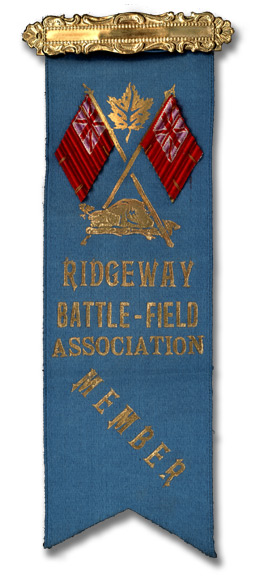 RIDGEWAY
BATTLE-FIELD
ASSOCIATION
MEMBER